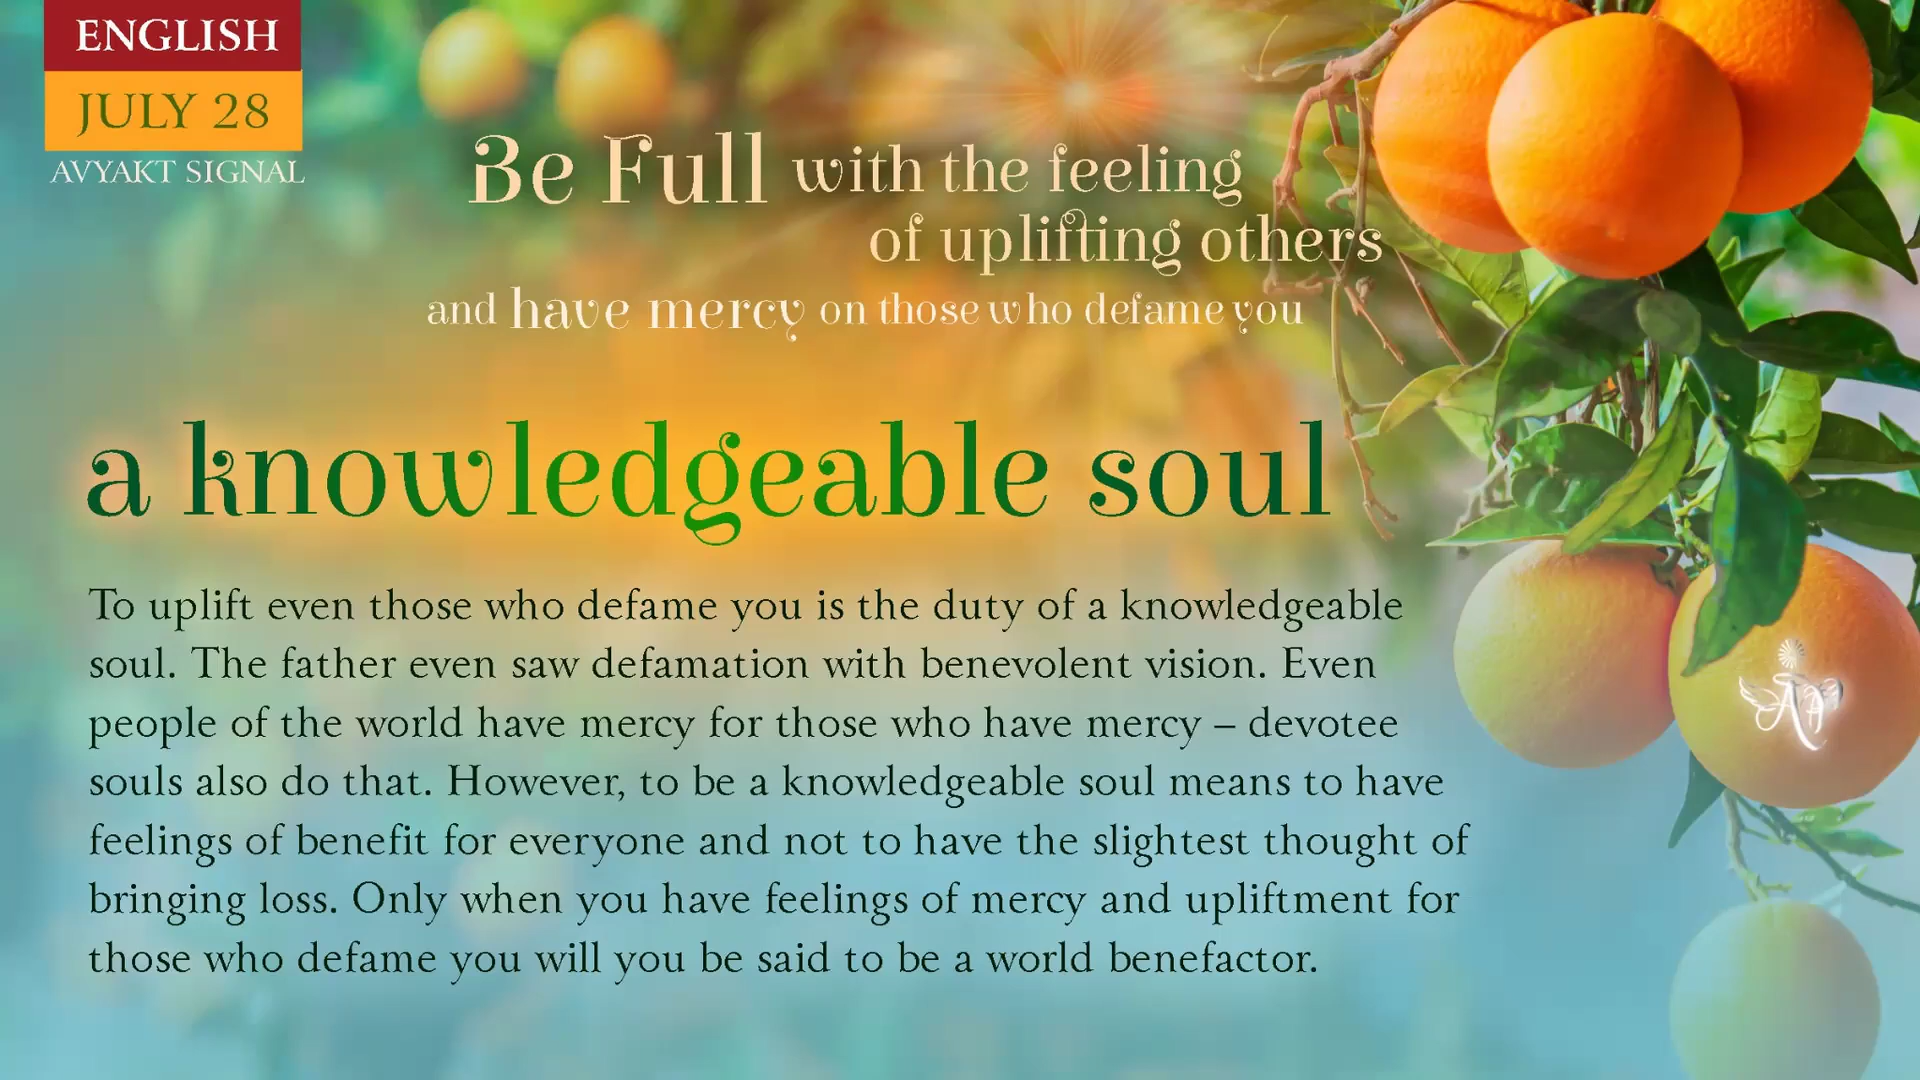 ENGLISH
JULY 28
AVYAKT SIGNAL
Be Full with the feeling
of uplifting others
and have mercy on those who defame you
a knowledgeable soul
To uplift even those who defame you is the duty of a knowledgeable
soul. The father even saw defamation with benevolent vision. Even
people of the world have mercy for those who have mercy – devotee
souls also do that. However, to be a knowledgeable soul means to have
feelings of benefit for everyone and not to have the slightest thought of
bringing loss. Only when you have feelings of mercy and upliftment for
those who defame you will you be said to be a world benefactor.